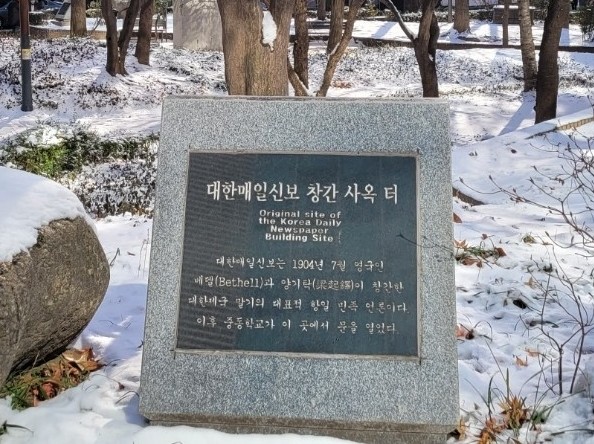 대한매일신보 창간 사옥 터
Original site of
the Korea Daily
Newspaper
Building Site
대한매일신보는 1904년 7월 영국인
베델(Bethell)과 양기탁(梁起鐸)이 창간한
대한제국 말기의 대표적 항일 민족 언론이다.
이후 중동학교가 이 곳에서 문을 열었다.